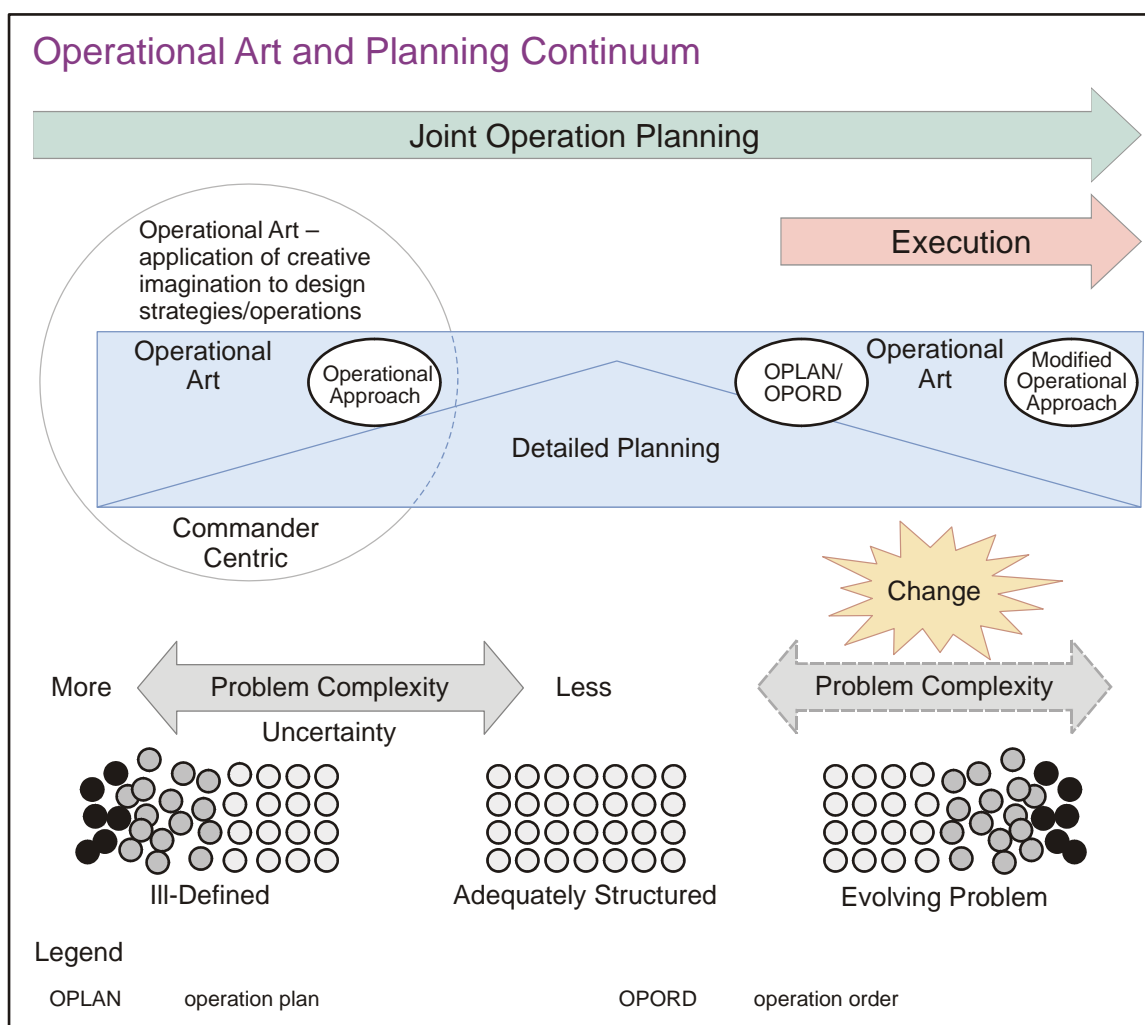 Operational Art and Planning Continuum
Joint Operation Planning
Operational Art –
application of creative
imagination to design
strategies/operations
Execution
Operational
Art
Operational
Approach
OPLAN/
OPORD
Operational
Art
Modified
Operational
Approach
Detailed Planning
Commander
Centric
Change
More
Problem Complexity
Less
Problem Complexity
Uncertainty
Ill-Defined
Adequately Structured
Evolving Problem
Legend
OPLAN operation plan
OPORD operation order